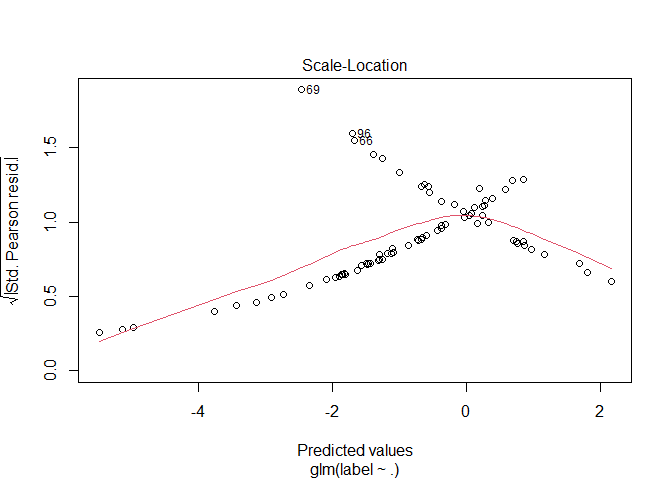 Scale-Location
√|Std. Pearson resid.|
1.5
1.0
0.5
0.0
69
96
66
-4
-2
0
2
Predicted values
glm(label ~ .)